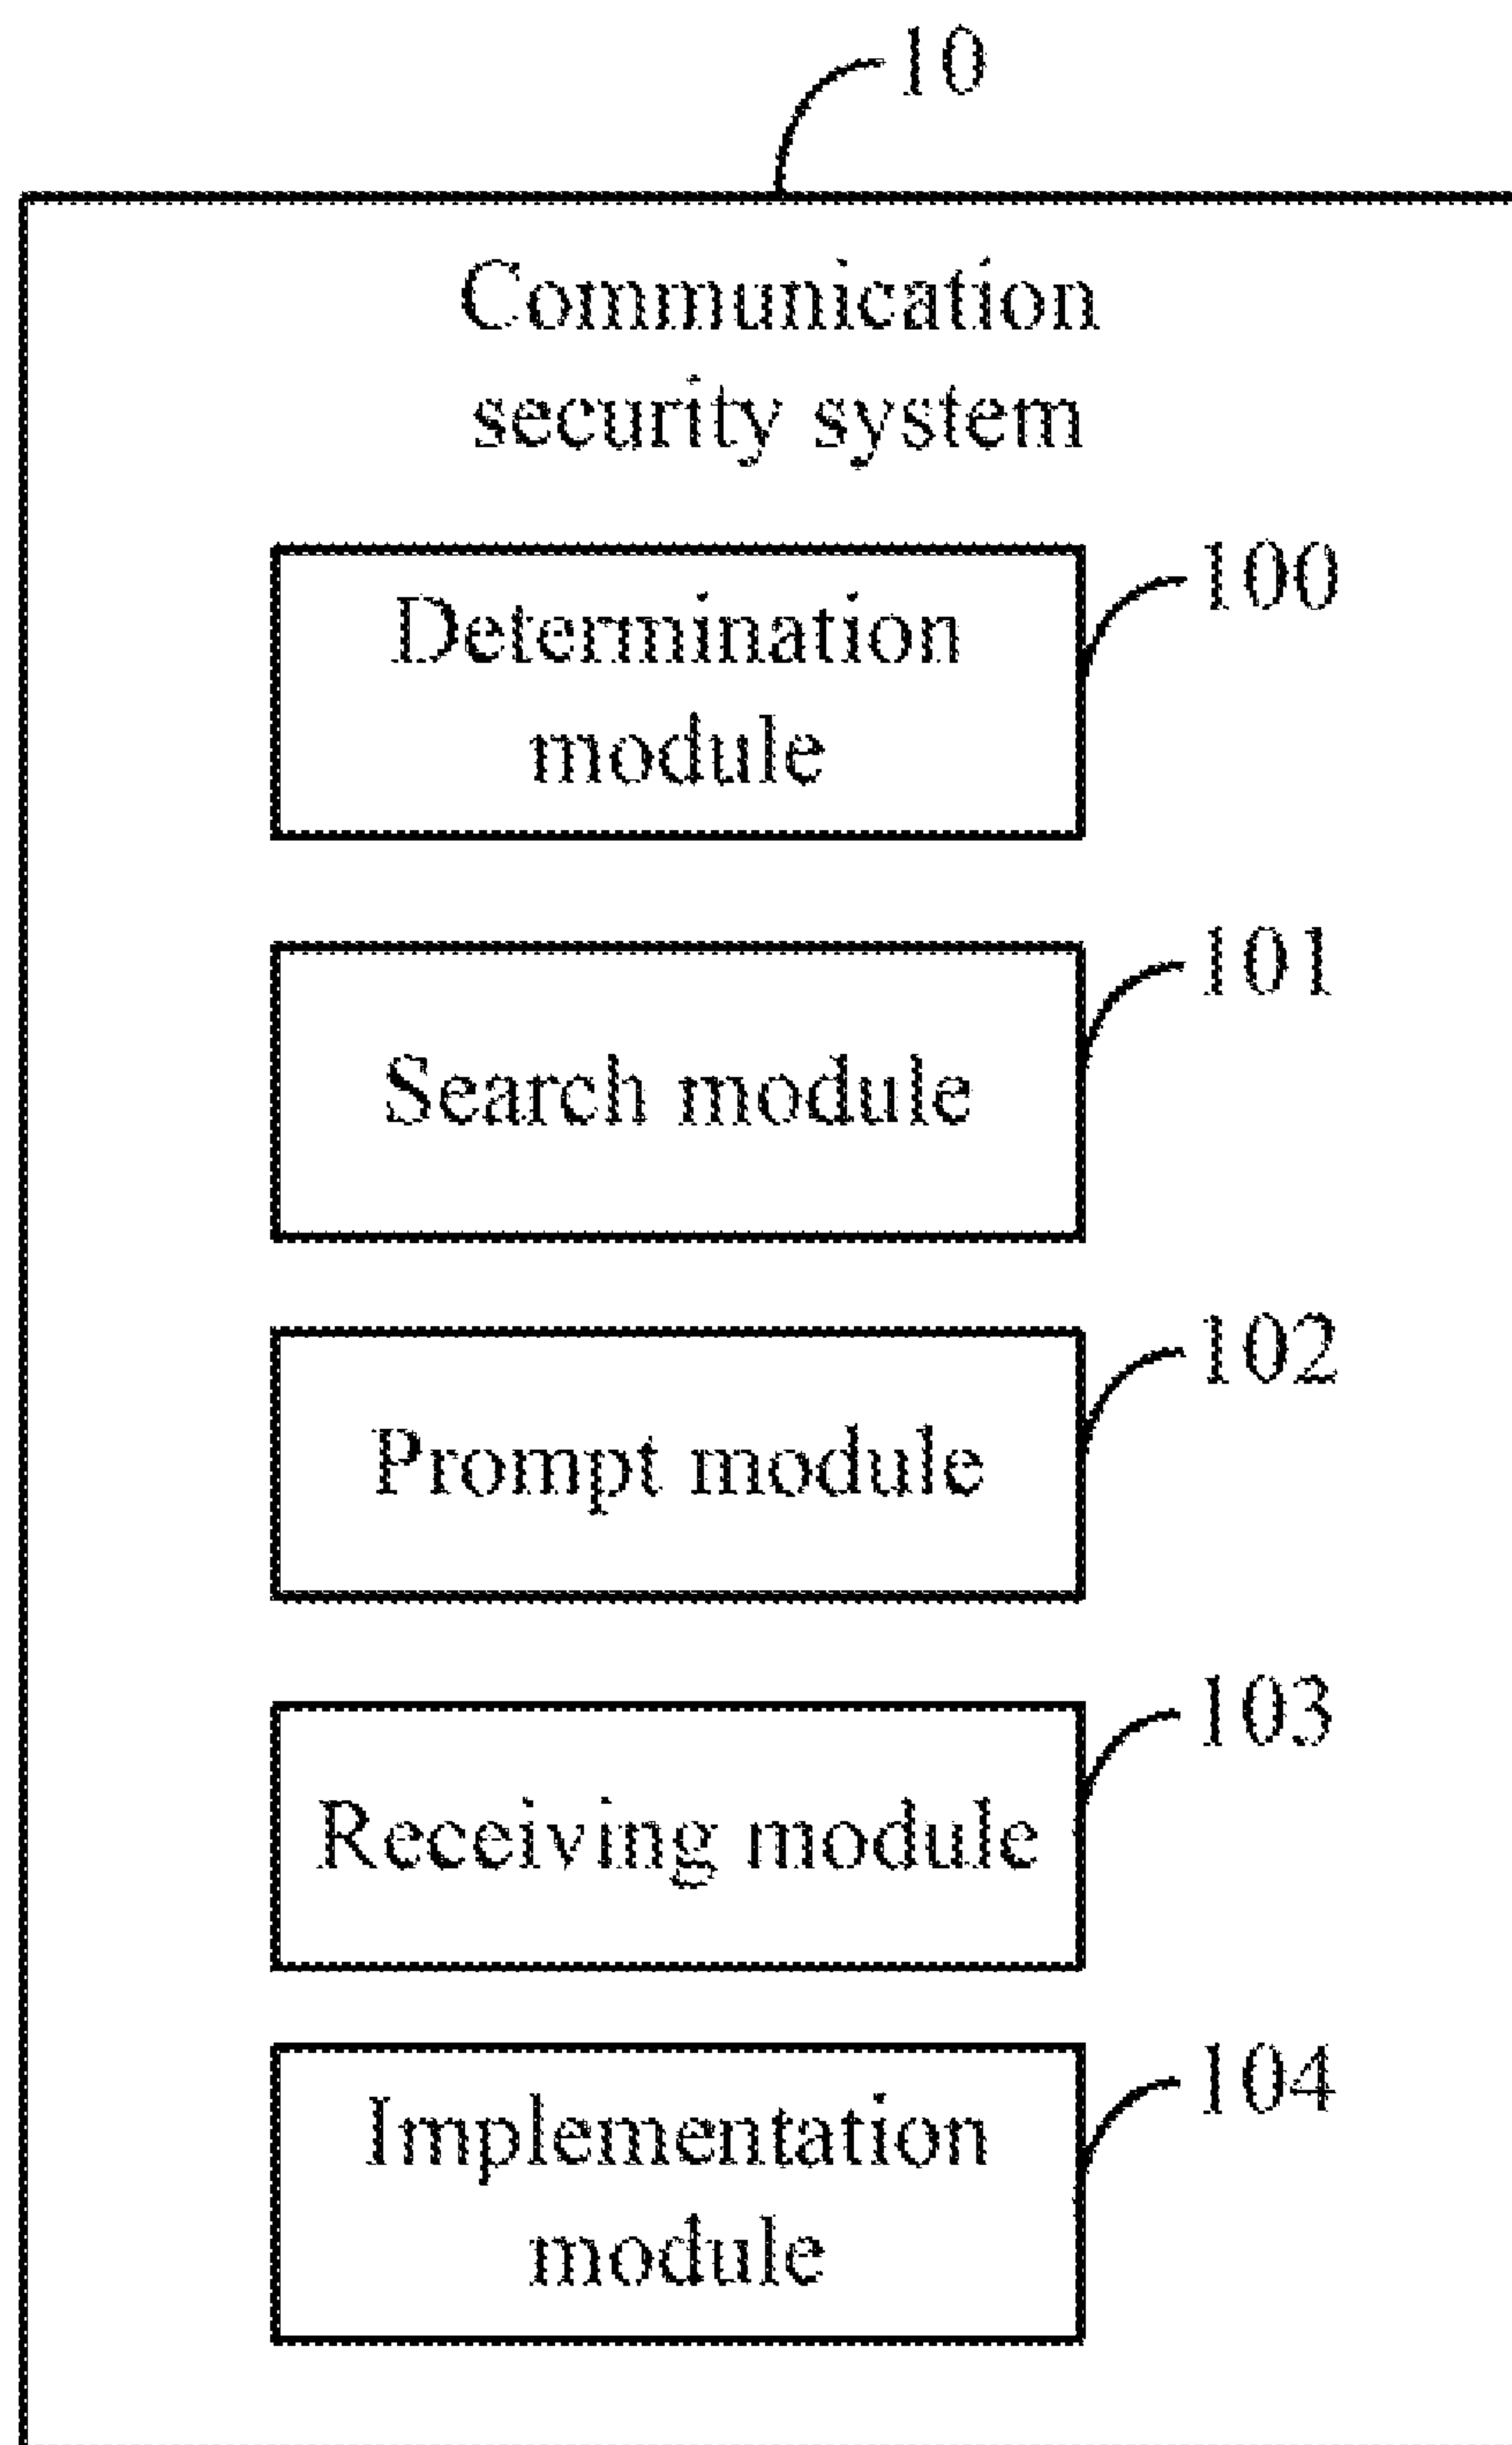 10
Communication
security system
Determination
module
100
Search module
101
Prompt module
102
Receiving module
103
Implementation
module
104